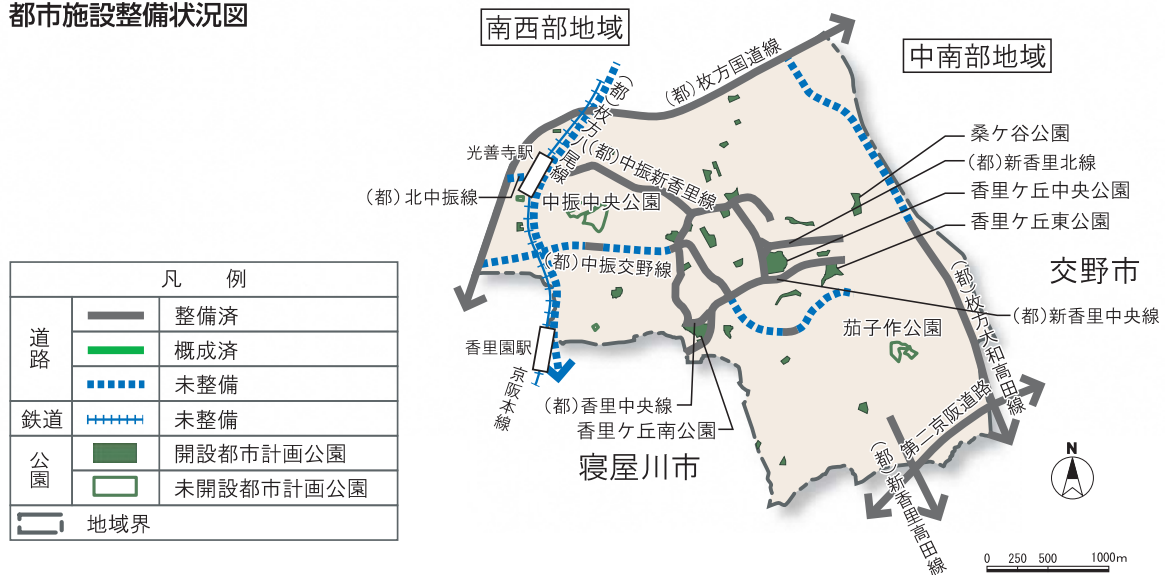 都市施設整備状況図
南西部地域
中南部地域
(都)枚方国道線
(都)枚方八尾線
(都)中振新香里線
光善寺駅
(都)北中振線
中振中央公園
桑ケ谷公園
(都)新香里北線
香里ケ丘中央公園
香里ケ丘東公園
(都)中振交野線
交野市
(都)枚方大和高田線
(都)新香里中央線
茄子作公園
香里園駅
京阪本線
(都)香里中央線
香里ケ丘南公園
寝屋川市
第二京阪道路
(都)新香里高田線
凡 例
道路
整備済
概成済
未整備
鉄道
未整備
公園
開設都市計画公園
未開設都市計画公園
地域界
N
0 250 500 1000m